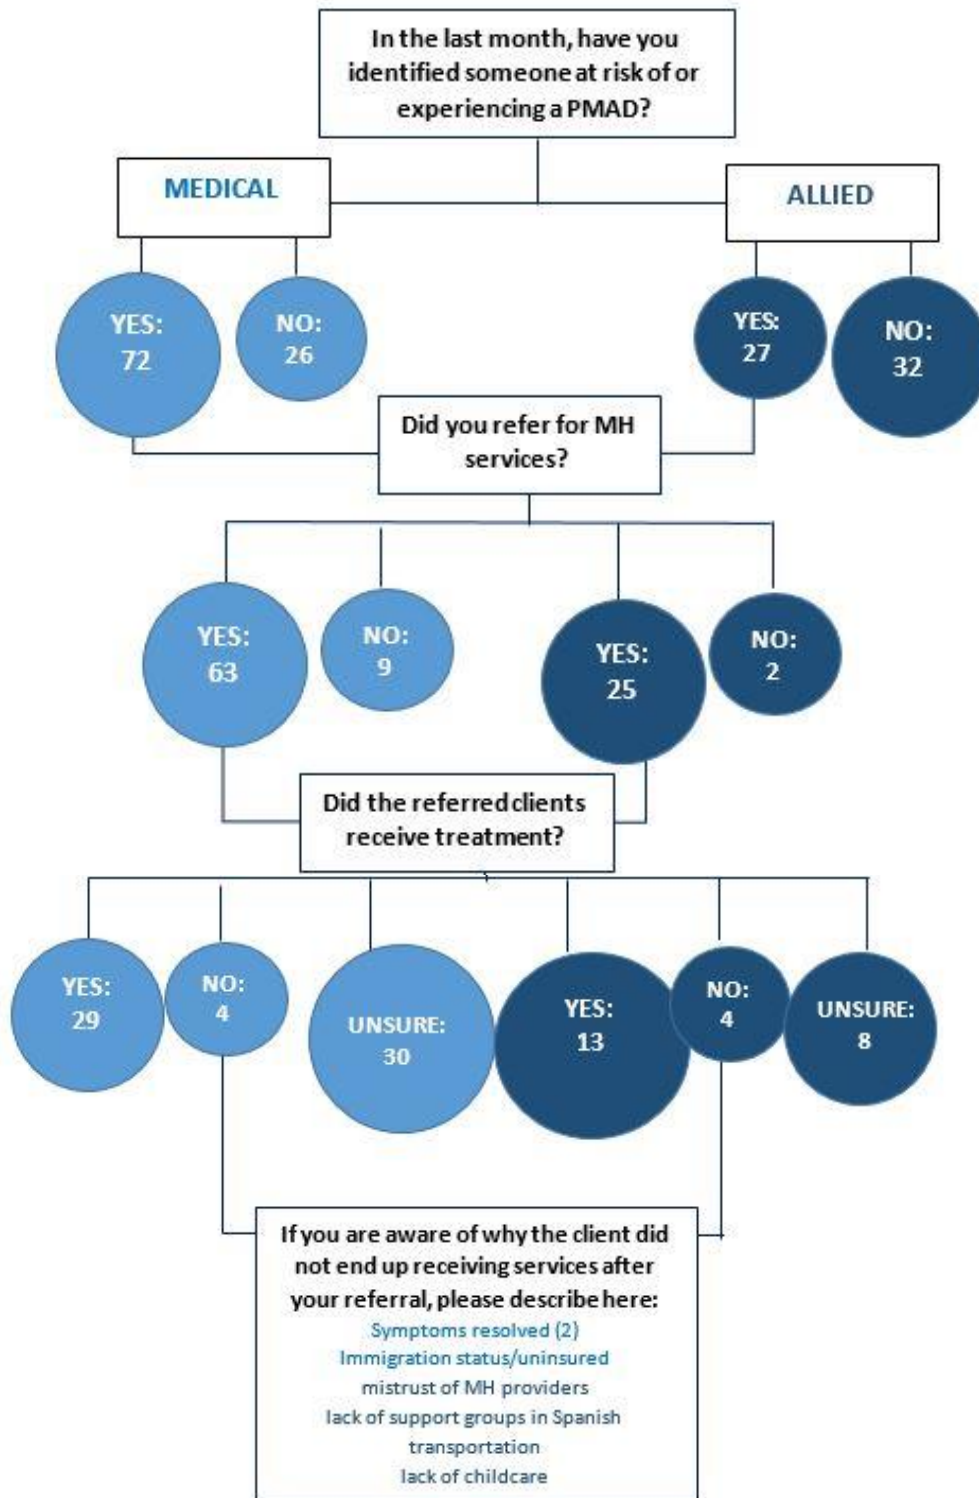 In the last month, have you
identified someone at risk of or
experiencing a PMAD?
MEDICAL
ALLIED
YES:
72
NO:
26
YES:
27
NO:
32
Did you refer for MH
services?
YES:
63
NO:
9
YES:
25
NO:
2
Did the referred clients
receive treatment?
YES:
29
NO:
4
UNSURE:
30
YES:
13
NO:
4
UNSURE:
8
If you are aware of why the client did
not end up receiving services after
your referral, please describe here:
Symptoms resolved (2)
Immigration status/uninsured
mistrust of MH providers
lack of support groups in Spanish
transportation
lack of childcare